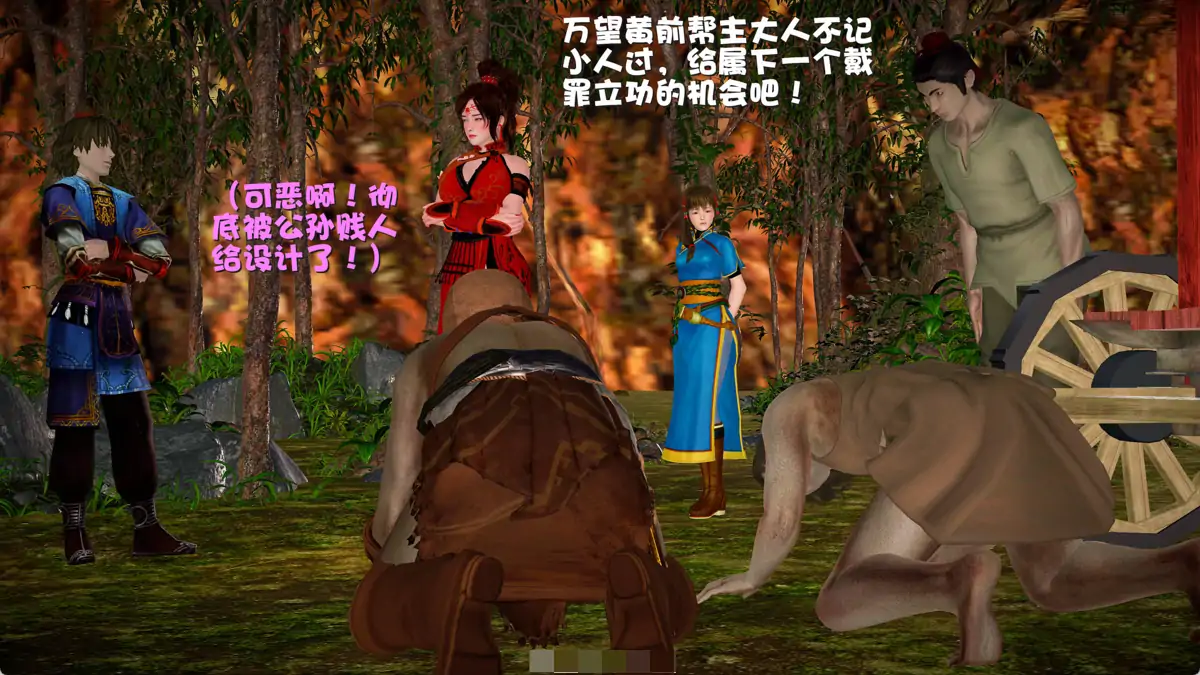 万望黄前帮主大人不记
小人过，给属下一个戴
罪立功的机会吧！
（可恶啊！彻
底被公孙贱人
给设计了！）